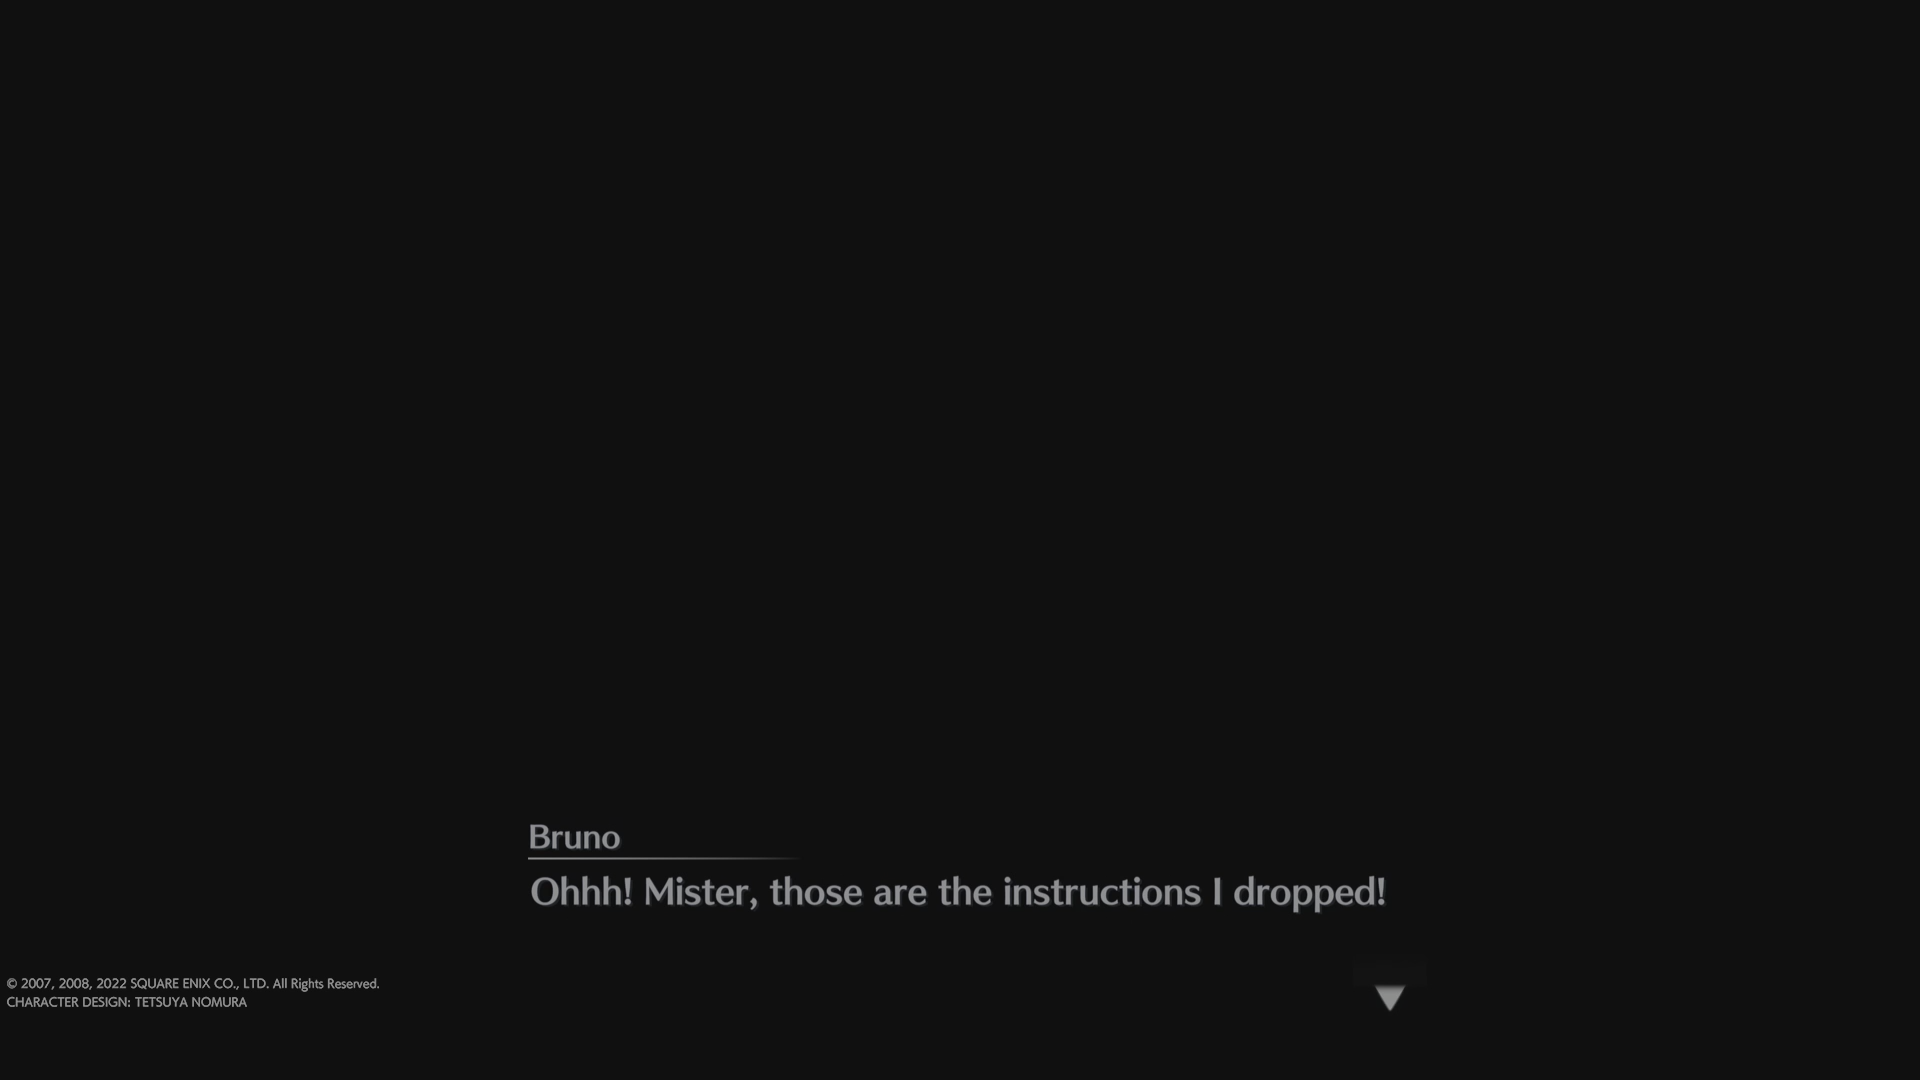 Bruno
Ohhh! Mister, those are the instructions I dropped!
© 2007, 2008, 2022 SQUARE ENIX CO., LTD. All Rights Reserved.
CHARACTER DESIGN: TETSUYA NOMURA